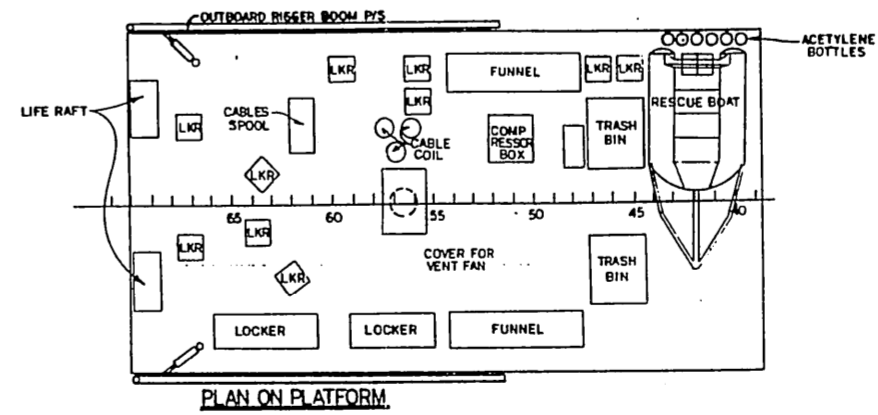 OUTBOARD RIGGER BOOM P/S
ACETYLENE
BOTTLES
LKR
LKR
FUNNEL
LKR
LKR
LIFE RAFT
LKR
CABLES
SPOOL
LKR
RESCUE BOAT
CABLE
COIL
COMP
RESSOR
BOX
TRASH
BIN
LKR
65
60
55
50
45
40
LKR
LKR
LKR
COVER FOR
VENT FAN
TRASH
BIN
LOCKER
LOCKER
FUNNEL
PLAN ON PLATFORM